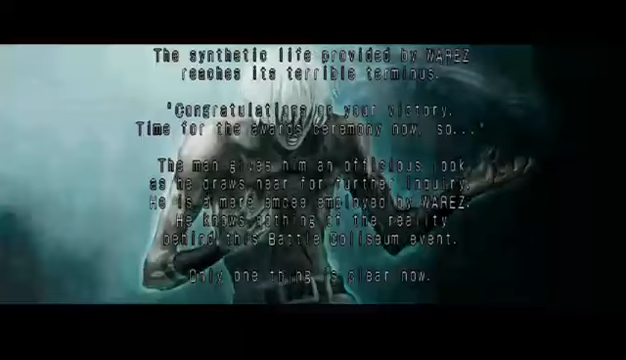 The synthetic life provided by WAREZ
reaches its terrible terminus.
"Congratulations on your victory.
Time for the awards ceremony now, so..."
The man gives him an officious look
as he draws near for further inquiry.
He is a mere emcee employed by WAREZ.
He knows nothing of the reality
behind this Battle Coliseum event.
Only one thing is clear now.